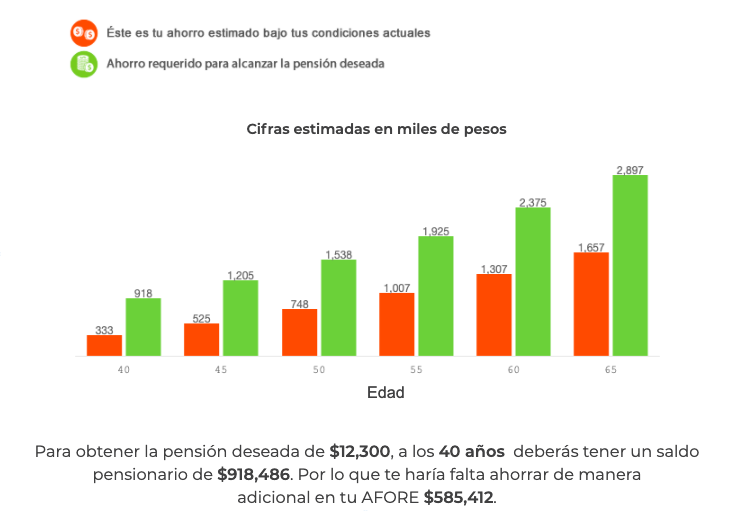 Éste es tu ahorro estimado bajo tus condiciones actuales
Ahorro requerido para alcanzar la pensión deseada
Cifras estimadas en miles de pesos
333 918 525 1,205 748 1,538 1,007 1,925 1,307 2,375 1,657 2,897
40 45 50 55 60 65
Edad
Para obtener la pensión deseada de $12,300, a los 40 años deberás tener un saldo
pensionario de $918,486. Por lo que te haría falta ahorrar de manera
adicional en tu AFORE $585,412.